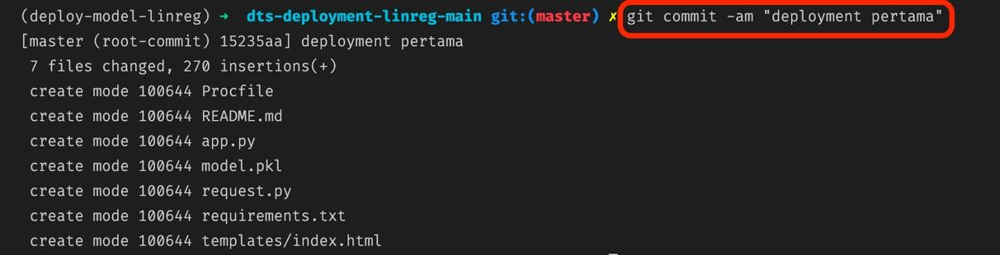 (deploy-model-linreg) ➜ dts-deployment-linreg-main git:(master) ✗ git commit -am "deployment pertama"
[master (root-commit) 15235aa] deployment pertama
7 files changed, 270 insertions(+)
create mode 100644 Procfile
create mode 100644 README.md
create mode 100644 app.py
create mode 100644 model.pkl
create mode 100644 request.py
create mode 100644 requirements.txt
create mode 100644 templates/index.html